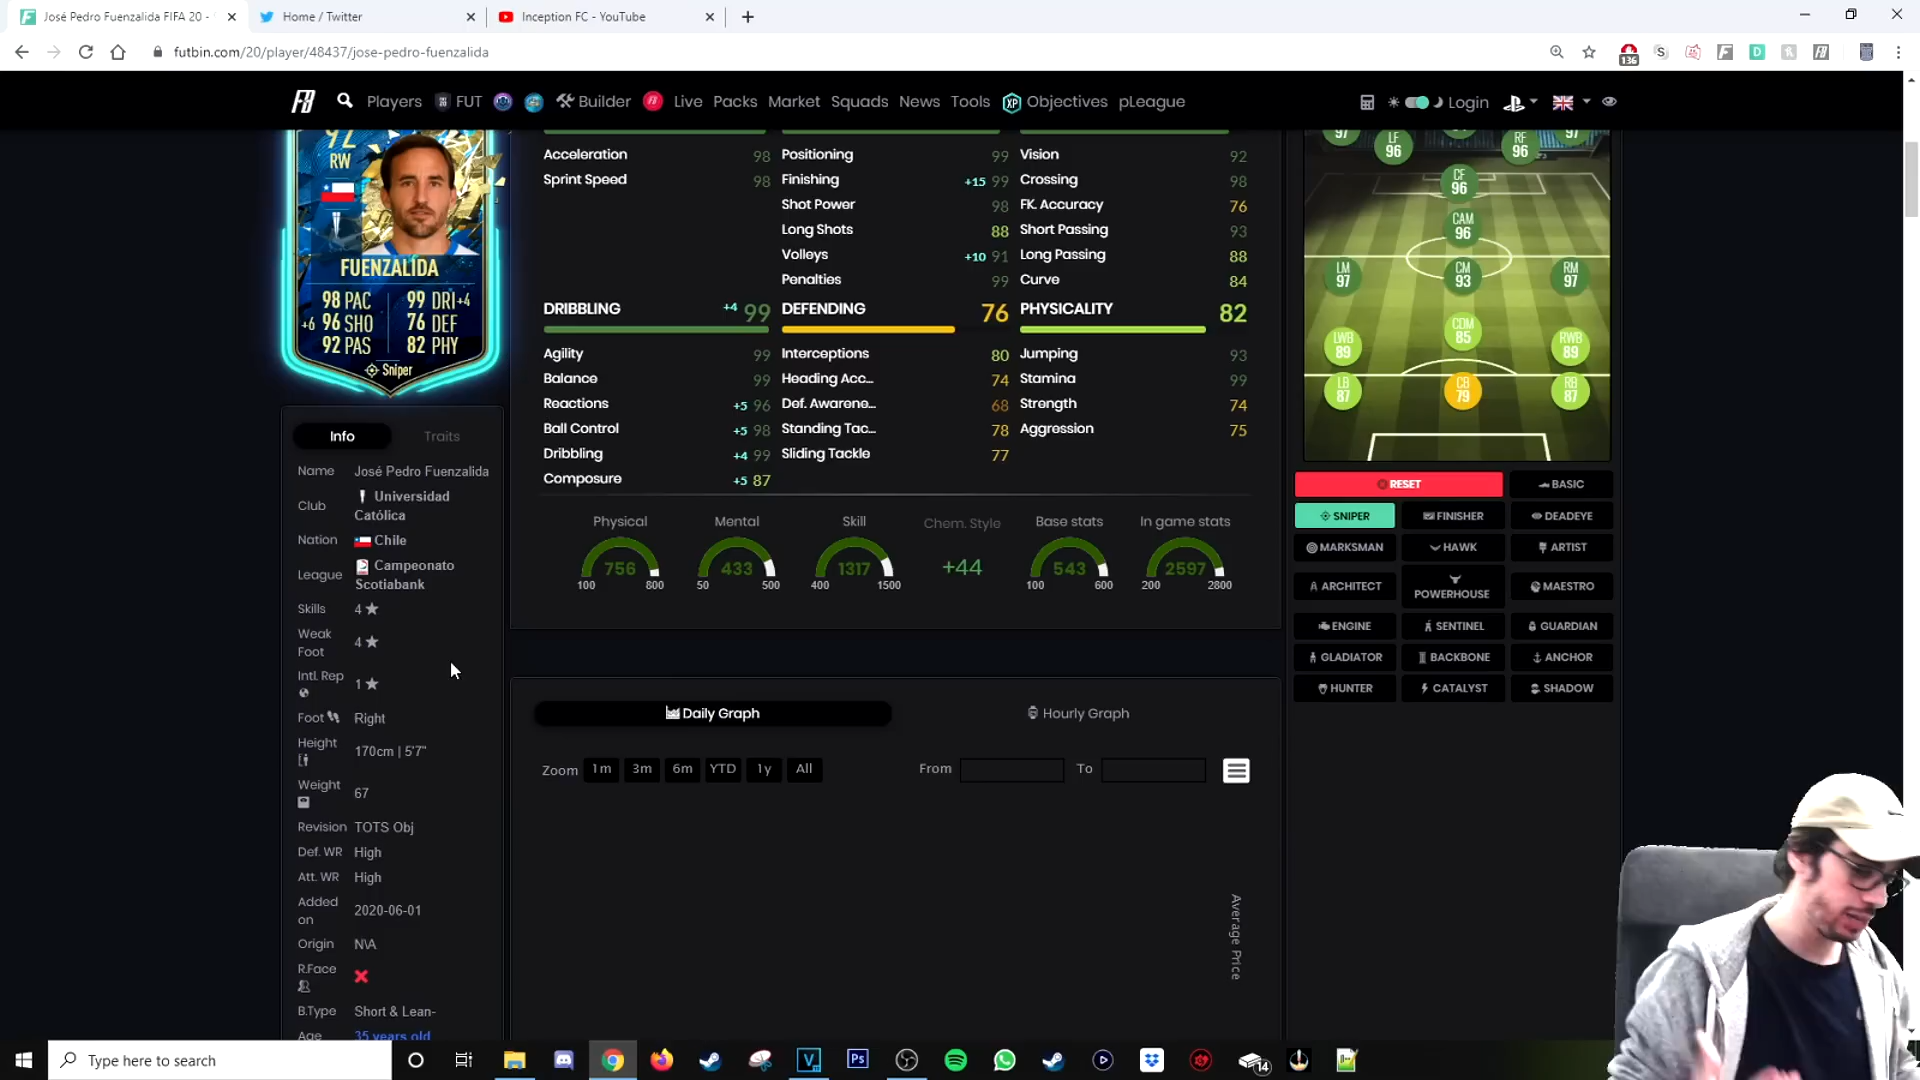 José Pedro Fuenzalida FIFA 20 - Home / Twitter Inception FC - YouTube
futbin.com/20/player/48437/jose-pedro-fuenzalida 136
Players FUT Builder Live Packs Market Squads News Tools XP Objectives pLeague Login
RW
FUENZALIDA
98 PAC 99 DRI+4
+6 96 SHO 76 DEF
92 PAS 82 PHY
Sniper
Acceleration 98
Sprint Speed 98
Positioning 99
Finishing +15 99
Shot Power 98
Long Shots 88
Volleys +10 91
Penalties 99
Vision 92
Crossing 98
FK. Accuracy 76
Short Passing 93
Long Passing 88
Curve 84
DRIBBLING +4 99
Agility 99
Balance 99
Reactions +5 96
Ball Control +5 98
Dribbling +4 99
Composure +5 87
DEFENDING 76
Interceptions 80
Heading Acc... 74
Def. Awarene... 68
Standing Tac... 78
Sliding Tackle 77
PHYSICALITY 82
Jumping 93
Stamina 99
Strength 74
Aggression 75
Physical Mental Skill Chem. Style Base stats In game stats
756 433 1317 +44 543 2597
100 800 50 500 400 1500 100 600 200 2800
97 97
LF RF
96 96
CF
96
CAM
96
LM CM RM
97 93 97
CDM
85
LWB RWB
89 89
LB CB RB
87 79 87
RESET BASIC
SNIPER FINISHER DEADEYE
MARKSMAN HAWK ARTIST
ARCHITECT POWERHOUSE MAESTRO
ENGINE SENTINEL GUARDIAN
GLADIATOR BACKBONE ANCHOR
HUNTER CATALYST SHADOW
Info Traits
Name José Pedro Fuenzalida
Club Universidad
Católica
Nation Chile
League Campeonato
Scotiabank
Skills 4
Weak
Foot 4
Intl. Rep 1
Foot Right
Height 170cm | 5'7"
Weight 67
Revision TOTS Obj
Def. WR High
Att. WR High
Added
on 2020-06-01
Origin N\A
R.Face
B.Type Short & Lean-
Age 35 years old
Daily Graph Hourly Graph
Zoom 1m 3m 6m YTD 1y All From To
Average Price
Type here to search
Ps
14